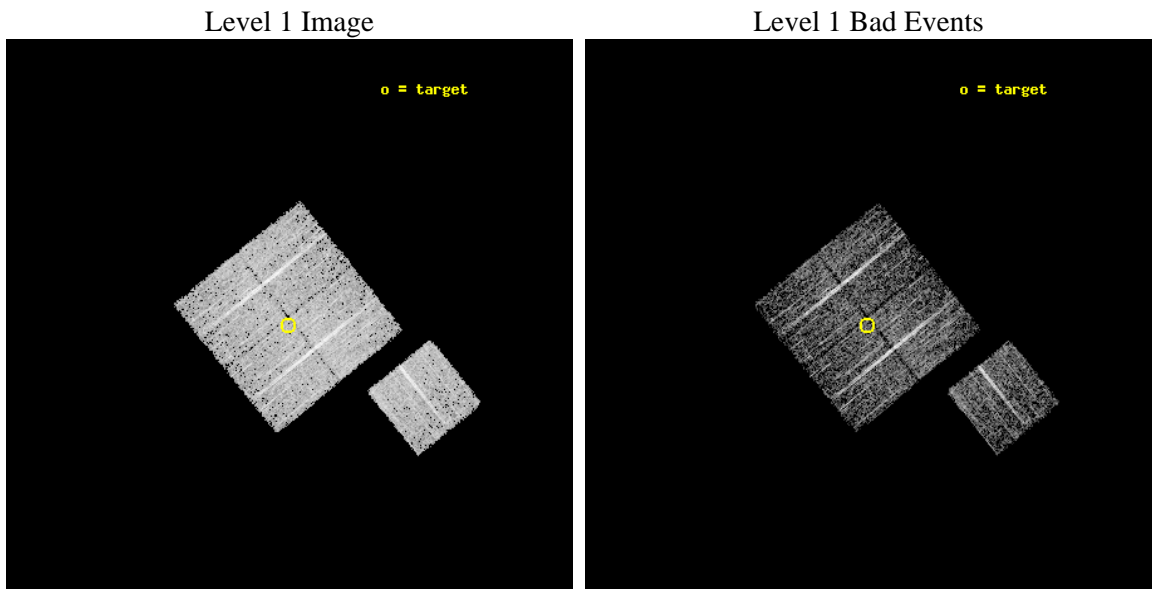 Level 1 Image
Level 1 Bad Events
o = target
o = target